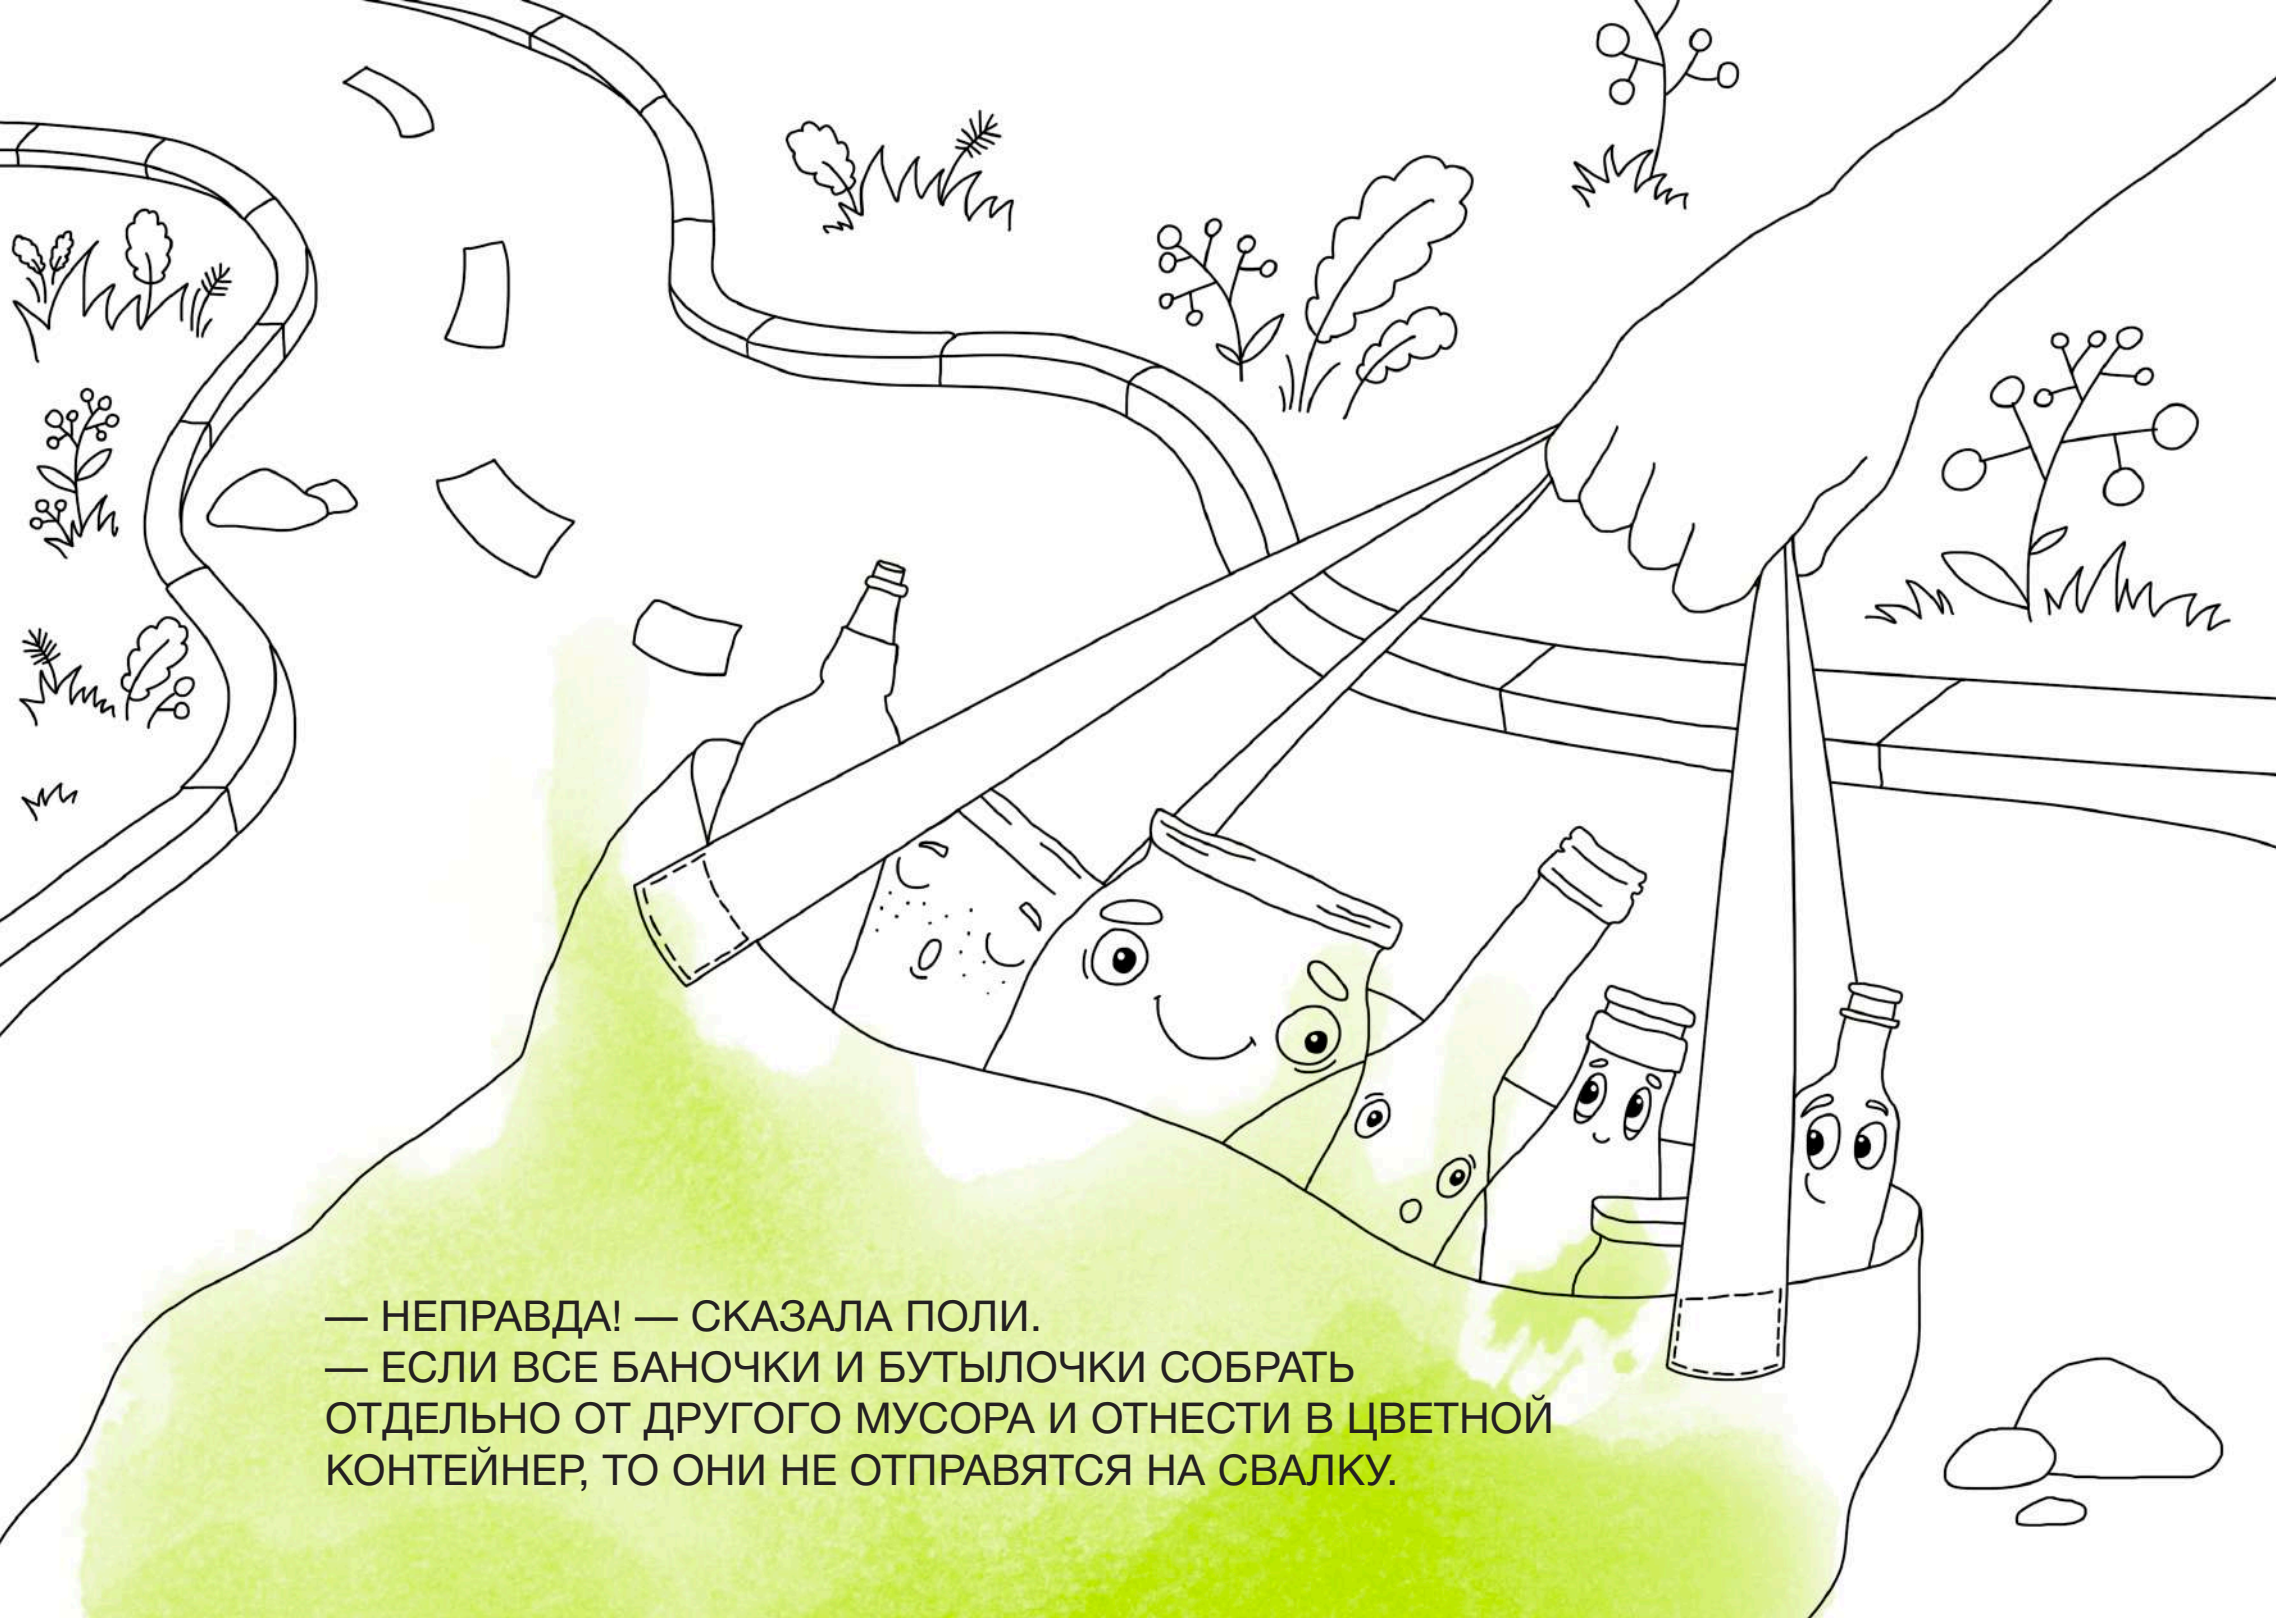 — НЕПРАВДА! — СКАЗАЛА ПОЛИ.
— ЕСЛИ ВСЕ БАНОЧКИ И БУТЫЛОЧКИ СОБРАТЬ
ОТДЕЛЬНО ОТ ДРУГОГО МУСОРА И ОТНЕСТИ В ЦВЕТНОЙ
КОНТЕЙНЕР, ТО ОНИ НЕ ОТПРАВЯТСЯ НА СВАЛКУ.